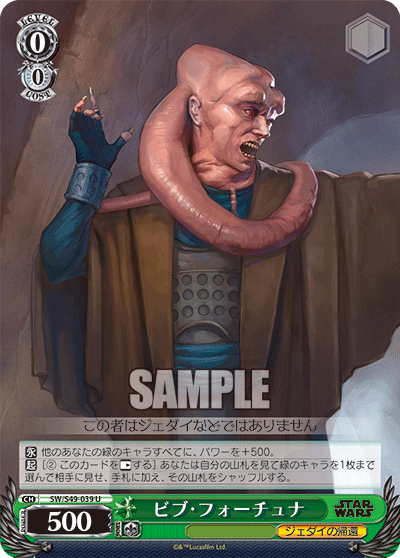 LEVEL
0
0
COST
SAMPLE
この者はジェダイなどではありません
【永】 他のあなたの緑のキャラすべてに、パワーを+500。
【起】 [② このカードを▭する] あなたは自分の山札を見て緑のキャラを1枚まで
選んで相手に見せ、手札に加え、その山札をシャッフルする。
CH SW/S49-039 U
POWER
500
ビブ・フォーチュナ
STAR WARS
ジェダイの帰還
©&™Lucasfilm Ltd.